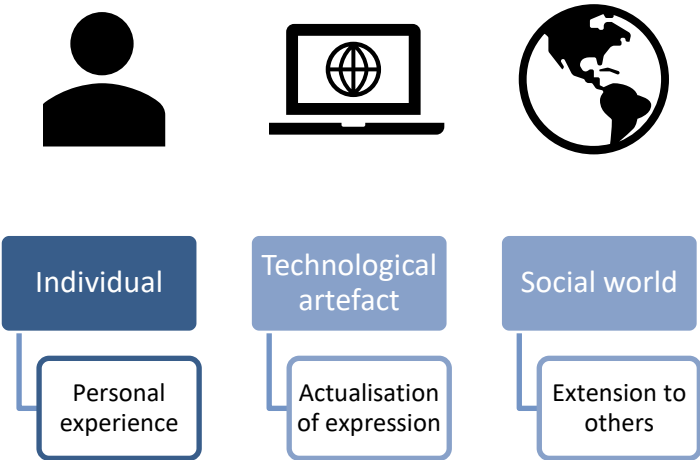 Individual
Technological
artefact
Social world
Personal
experience
Actualisation
of expression
Extension to
others